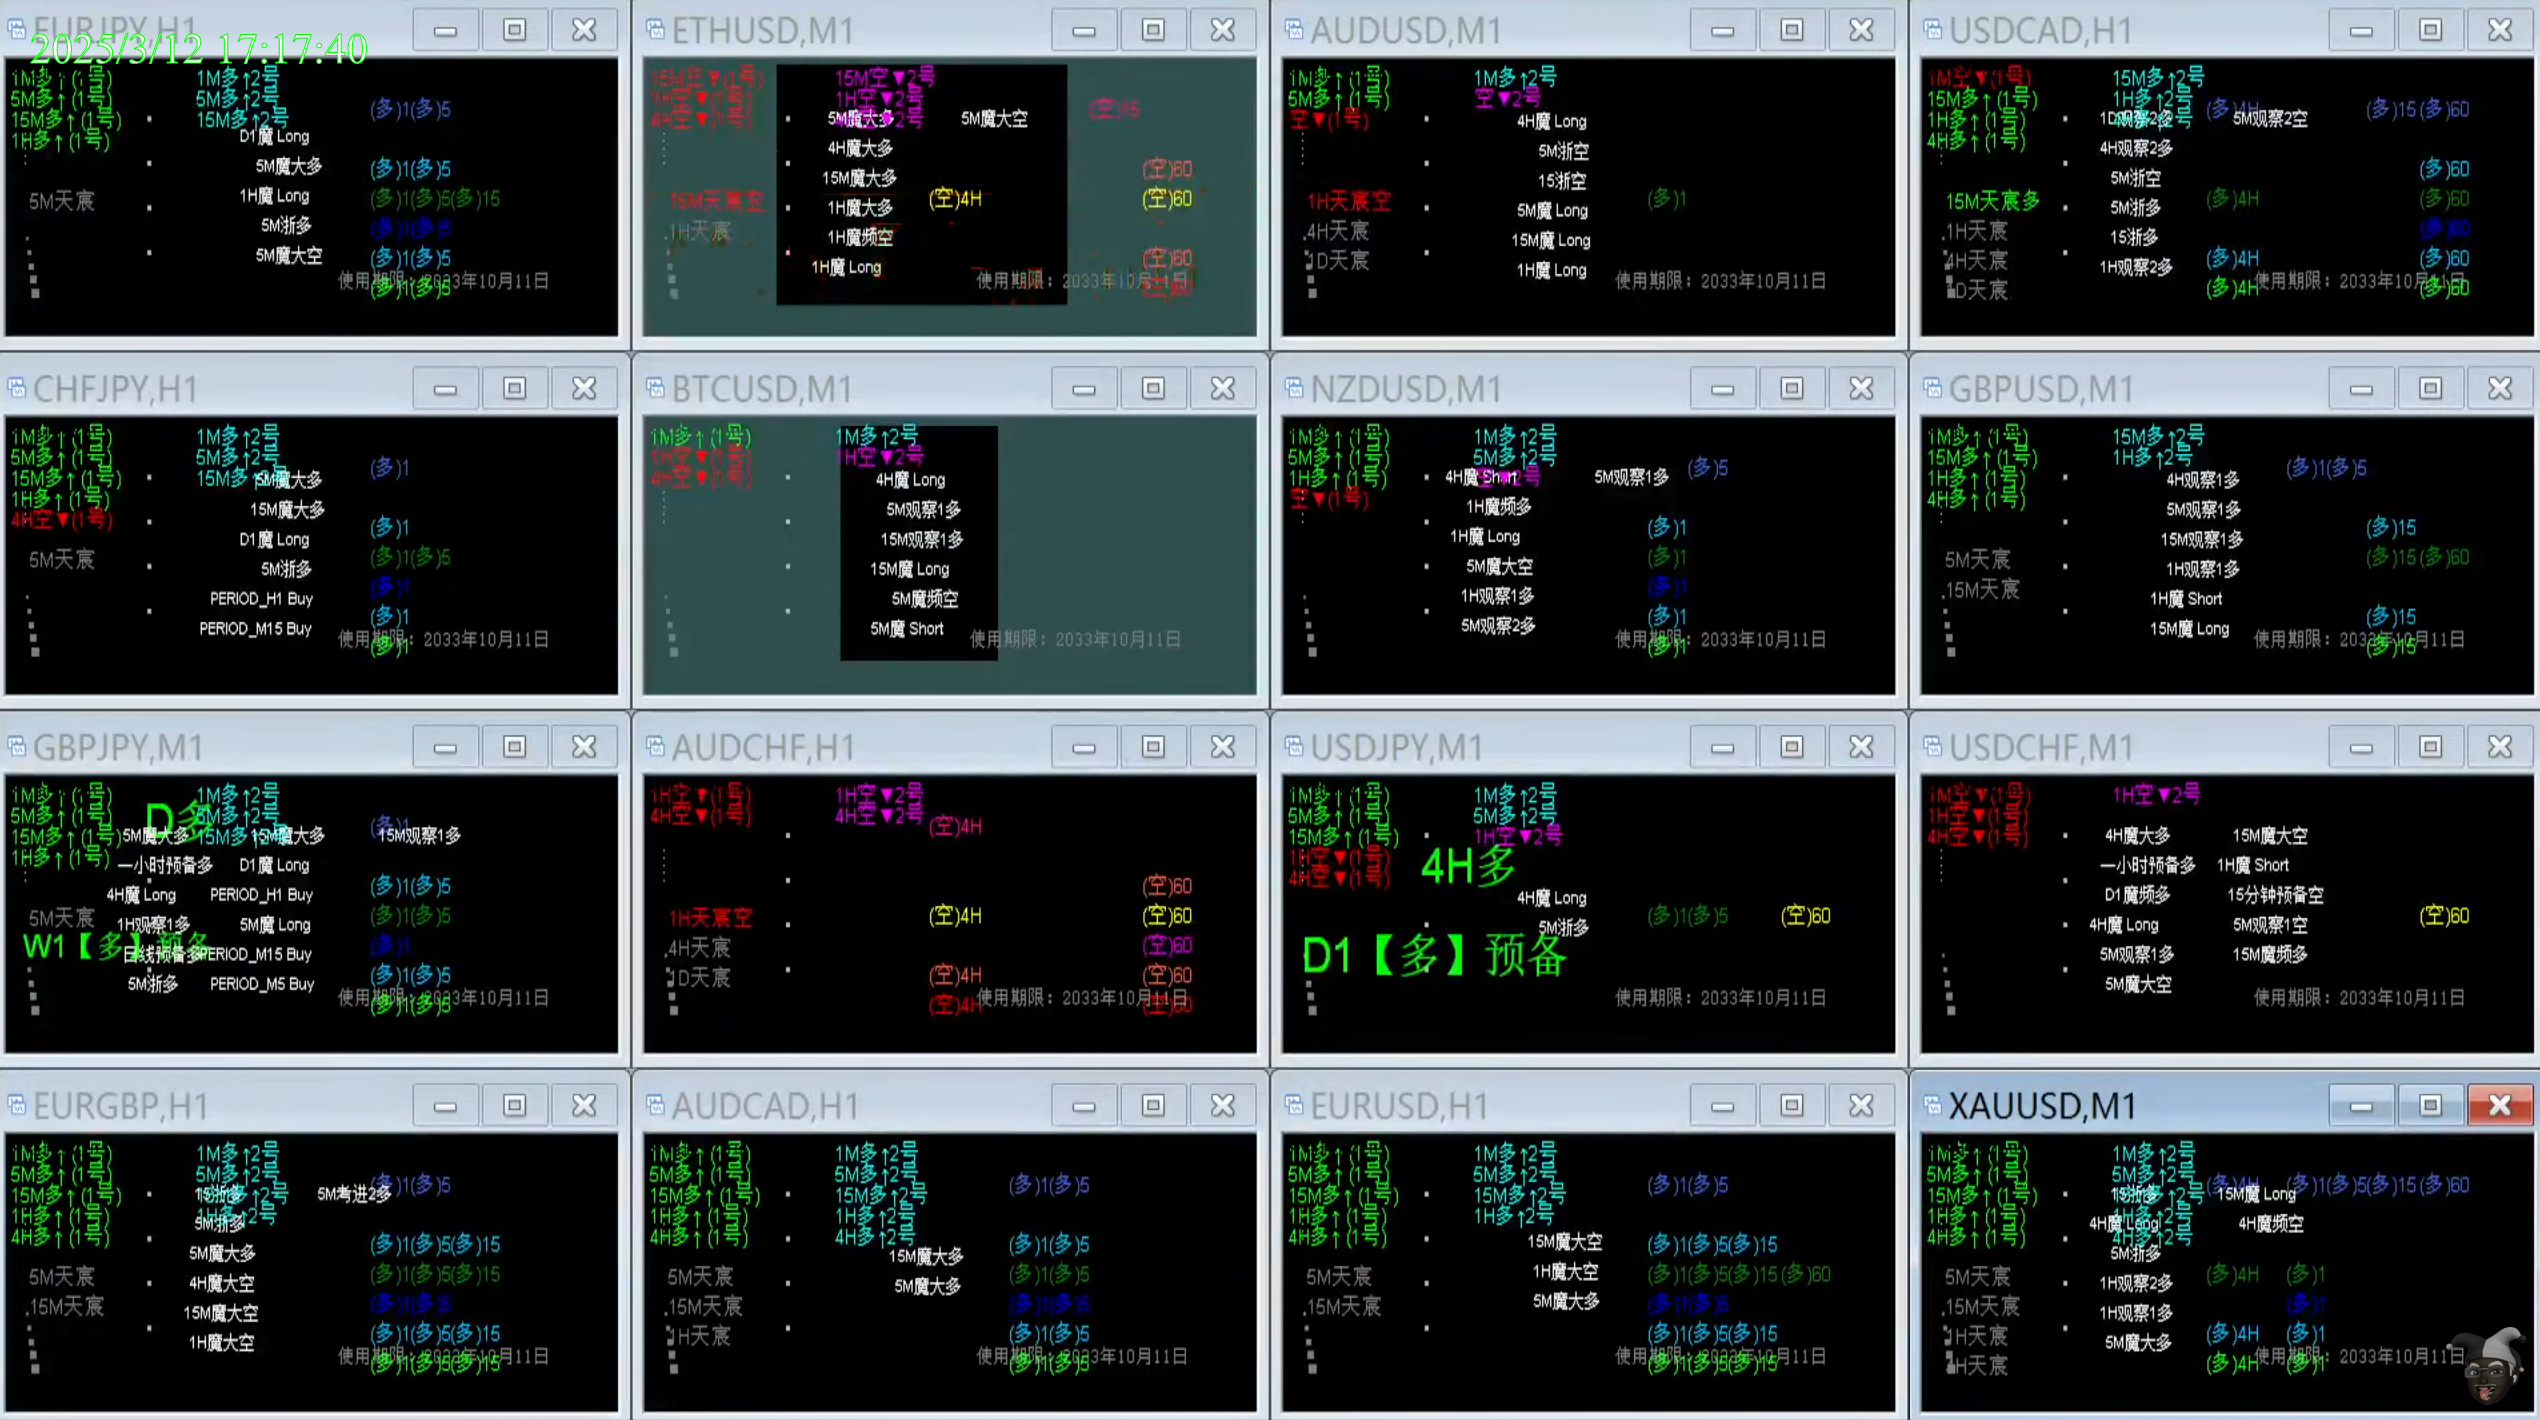 EURJPY,H1
2025/3/12 17:17:40
1M多↑(1号) 1M多↑2号
5M多↑(1号) 5M多↑2号 (多)1(多)5
15M多↑(1号) 15M多↑2号
1H多↑(1号) D1魔 Long
5M魔大多 (多)1(多)5
5M天宸 1H魔 Long (多)1(多)5(多)15
5M浙多 (多)1(多)5
5M魔大空 (多)1(多)5
使用期限：2033年10月11日
(多)1(多)5
ETHUSD,M1
15M空▼(1号) 15M空▼2号
1H空▼(1号) 1H空▼2号 (空)15
4H空▼(1号) 5M魔大多 5M魔大空
4H魔大多
15M魔大多 (空)60
15M天宸空 1H魔大多 (空)4H (空)60
1H天宸 1H魔频空
1H魔 Long (空)60
使用期限：2033年10月11日
AUDUSD,M1
1M多↑(1号) 1M多↑2号
5M多↑(1号) 空▼2号
空▼(1号) 4H魔 Long
5M浙空
15浙空
1H天宸空 5M魔 Long (多)1
4H天宸 15M魔 Long
1D天宸 1H魔 Long
使用期限：2033年10月11日
USDCAD,H1
1M空▼(1号) 15M多↑2号
15M多↑(1号) 1H多↑2号 (多)4H (多)15(多)60
1H多↑(1号) 5M观察2空
4H多↑(1号) 4H观察2多
5M浙空 (多)60
15M天宸多 5M浙多 (多)4H (多)60
1H天宸 15浙多 (多)60
4H天宸 1H观察2多 (多)4H (多)60
D天宸 (多)4H 使用期限：2033年10月11日 (多)60
CHFJPY,H1
1M多↑(1号) 1M多↑2号
5M多↑(1号) 5M多↑2号 (多)1
15M多↑(1号) 15M多↑2号 5M魔大多
1H多↑(1号) 15M魔大多
4H空▼(1号) (多)1
5M天宸 D1魔 Long (多)1(多)5
5M浙多 (多)1
PERIOD_H1 Buy (多)1
PERIOD_M15 Buy 使用期限：2033年10月11日
(多)1
BTCUSD,M1
1M多↑(1号) 1M多↑2号
1H空▼(1号) 1H空▼2号
4H空▼(1号) 4H魔 Long
5M观察1多
15M观察1多
15M魔 Long
5M魔频空
5M魔 Short 使用期限：2033年10月11日
NZDUSD,M1
1M多↑(1号) 1M多↑2号
5M多↑(1号) 5M多↑2号 (多)5
1H多↑(1号) 4H魔 Short 空▼2号 5M观察1多
空▼(1号) 1H魔频多
1H魔 Long (多)1
5M魔大空 (多)1
1H观察1多 (多)1
5M观察2多 (多)1
使用期限：2033年10月11日
(多)1
GBPUSD,M1
1M多↑(1号) 15M多↑2号
15M多↑(1号) 1H多↑2号 (多)1(多)5
1H多↑(1号) 4H观察1多
4H多↑(1号) 5M观察1多
15M观察1多 (多)15
5M天宸 1H观察1多 (多)15(多)60
15M天宸 1H魔 Short
15M魔 Long (多)15
使用期限：2033年10月11日
(多)15
GBPJPY,M1
1M多↑(1号) 1M多↑2号
5M多↑(1号) D多 5M多↑2号 (多)1
15M多↑(1号) 5M魔大多 15M多↑2号 15M魔大多 15M观察1多
1H多↑(1号) 一小时预备多 D1魔 Long
4H魔 Long PERIOD_H1 Buy (多)1(多)5
5M天宸 1H观察1多 5M魔 Long (多)1(多)5
W1【多】预备 日线预备多 PERIOD_M15 Buy (多)1
5M浙多 PERIOD_M5 Buy (多)1(多)5
使用期限：2033年10月11日
(多)1(多)5
AUDCHF,H1
1H空▼(1号) 1H空▼2号
4H空▼(1号) 4H空▼2号 (空)4H
(空)60
1H天宸空 (空)4H (空)60
4H天宸 (空)60
1D天宸 (空)4H (空)60
(空)4H 使用期限：2033年10月11日 (空)60
USDJPY,M1
1M多↑(1号) 1M多↑2号
5M多↑(1号) 5M多↑2号
15M多↑(1号) 1H空▼2号
1H空▼(1号) 4H多
4H空▼(1号) 4H魔 Long
5M浙多 (多)1(多)5 (空)60
D1【多】预备
使用期限：2033年10月11日
USDCHF,M1
1M空▼(1号) 1H空▼2号
1H空▼(1号)
4H空▼(1号) 4H魔大多 15M魔大空
一小时预备多 1H魔 Short
D1魔频多 15分钟预备空
4H魔 Long 5M观察1空 (空)60
5M观察1多 15M魔频多
5M魔大空
使用期限：2033年10月11日
EURGBP,H1
1M多↑(1号) 1M多↑2号
5M多↑(1号) 5M多↑2号 (多)1(多)5
15M多↑(1号) 15浙多 15M多↑2号 5M考进2多
1H多↑(1号) 5M浙多 1H多↑2号
4H多↑(1号) 5M魔大多 (多)1(多)5(多)15
5M天宸 4H魔大空 (多)1(多)5(多)15
15M天宸 15M魔大空 (多)1(多)5
1H魔大空 (多)1(多)5(多)15
使用期限：2033年10月11日
(多)1(多)5(多)15
AUDCAD,H1
1M多↑(1号) 1M多↑2号
5M多↑(1号) 5M多↑2号 (多)1(多)5
15M多↑(1号) 15M多↑2号
1H多↑(1号) 1H多↑2号
4H多↑(1号) 4H多↑2号 (多)1(多)5
15M魔大多
5M天宸 5M魔大多 (多)1(多)5
15M天宸 (多)1(多)5
1H天宸 (多)1(多)5
使用期限：2033年10月11日
(多)1(多)5
EURUSD,H1
1M多↑(1号) 1M多↑2号
5M多↑(1号) 5M多↑2号 (多)1(多)5
15M多↑(1号) 15M多↑2号
1H多↑(1号) 1H多↑2号
4H多↑(1号) 15M魔大空 (多)1(多)5(多)15
5M天宸 1H魔大空 (多)1(多)5(多)15(多)60
15M天宸 5M魔大多 (多)1(多)5
(多)1(多)5(多)15
使用期限：2033年10月11日
(多)1(多)5(多)15
XAUUSD,M1
1M多↑(1号) 1M多↑2号
5M多↑(1号) 5M多↑2号 (多)4H (多)1(多)5(多)15(多)60
15M多↑(1号) 15浙多 15M魔 Long
1H多↑(1号) 4H魔 Long 1H多↑2号 4H魔频空
4H多↑(1号) 4H多↑2号 5M浙多
5M天宸 1H观察2多 (多)4H (多)1
15M天宸 1H观察1多 (多)1
1H天宸 5M魔大多 (多)4H (多)1
4H天宸 (多)4H 使用期限：2033年10月11日
(多)1